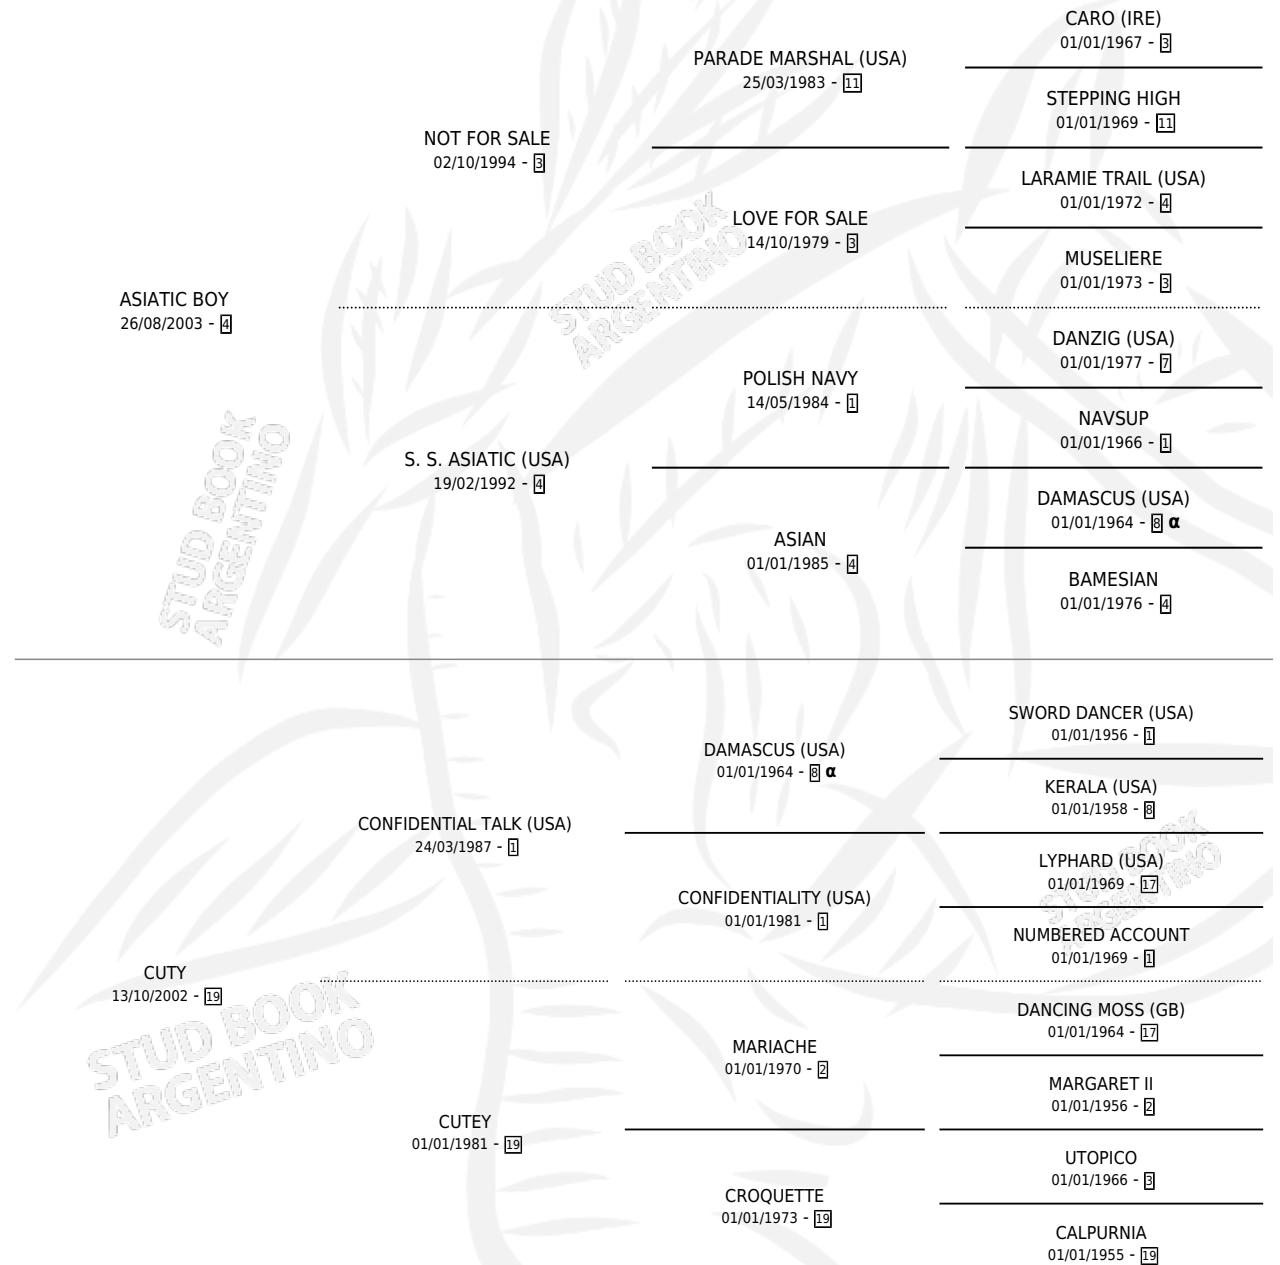 CARO (IRE)
01/01/1967 - 3
PARADE MARSHAL (USA)
25/03/1983 - 11
STEPPING HIGH
01/01/1969 - 11
NOT FOR SALE
02/10/1994 - 3
LARAMIE TRAIL (USA)
01/01/1972 - 4
LOVE FOR SALE
14/10/1979 - 3
MUSELIERE
01/01/1973 - 3
ASIATIC BOY
26/08/2003 - 4
DANZIG (USA)
01/01/1977 - 7
POLISH NAVY
14/05/1984 - 1
NAVSUP
01/01/1966 - 1
S. S. ASIATIC (USA)
19/02/1992 - 4
DAMASCUS (USA)
01/01/1964 - 8 α
ASIAN
01/01/1985 - 4
BAMESIAN
01/01/1976 - 4
SWORD DANCER (USA)
01/01/1956 - 1
DAMASCUS (USA)
01/01/1964 - 8 α
KERALA (USA)
01/01/1958 - 8
CONFIDENTIAL TALK (USA)
24/03/1987 - 1
LYPHARD (USA)
01/01/1969 - 17
CONFIDENTIALITY (USA)
01/01/1981 - 1
NUMBERED ACCOUNT
01/01/1969 - 1
CUTY
13/10/2002 - 19
DANCING MOSS (GB)
01/01/1964 - 17
MARIACHE
01/01/1970 - 2
MARGARET II
01/01/1956 - 2
CUTEY
01/01/1981 - 19
UTOPICO
01/01/1966 - 3
CROQUETTE
01/01/1973 - 19
CALPURNIA
01/01/1955 - 19
STUD BOOK
ARGENTINO
STUD BOOK
ARGENTINO
STUD BOOK
ARGENTINO
STUD BOOK
ARGENTINO